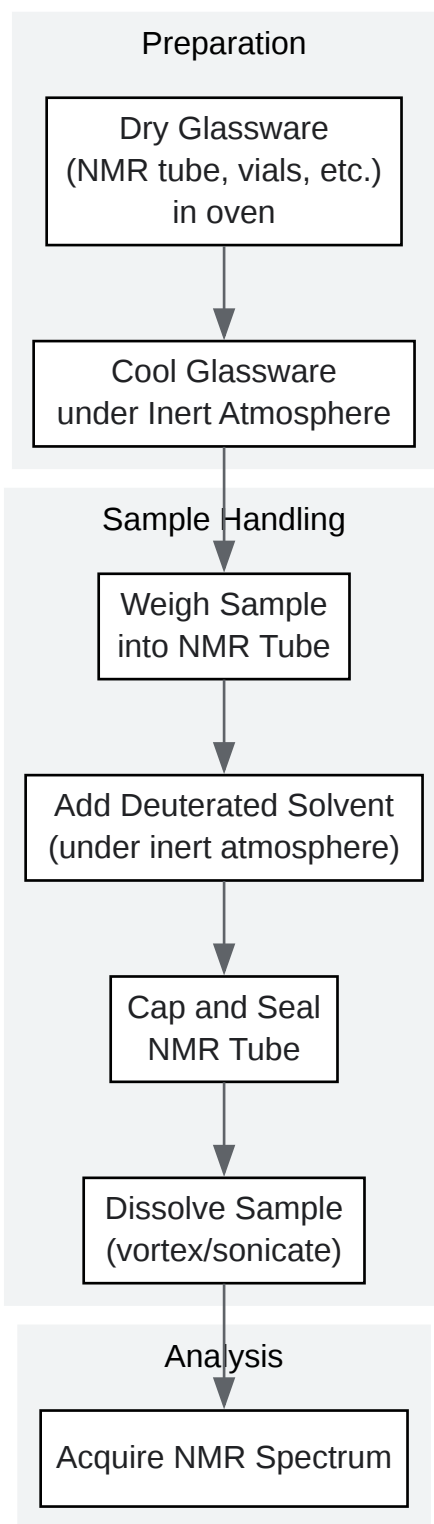 Preparation
Dry Glassware
(NMR tube, vials, etc.)
in oven
Cool Glassware
under Inert Atmosphere
Sample Handling
Weigh Sample
into NMR Tube
Add Deuterated Solvent
(under inert atmosphere)
Cap and Seal
NMR Tube
Dissolve Sample
(vortex/sonicate)
Analysis
Acquire NMR Spectrum